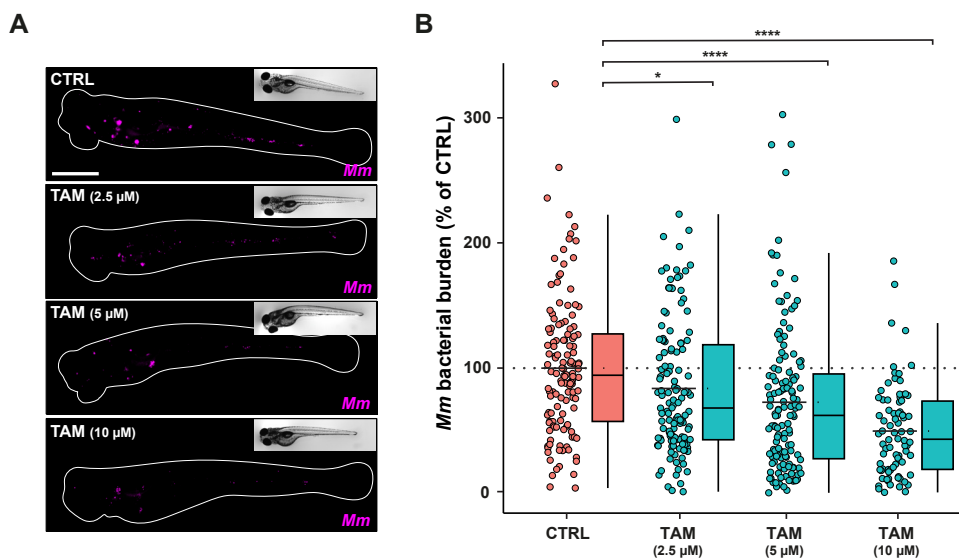 A
CTRL
Mm
TAM (2.5 µM)
Mm
TAM (5 µM)
Mm
TAM (10 µM)
Mm
B
****
****
*
Mm bacterial burden (% of CTRL)
300
200
100
0
CTRL
TAM
(2.5 µM)
TAM
(5 µM)
TAM
(10 µM)